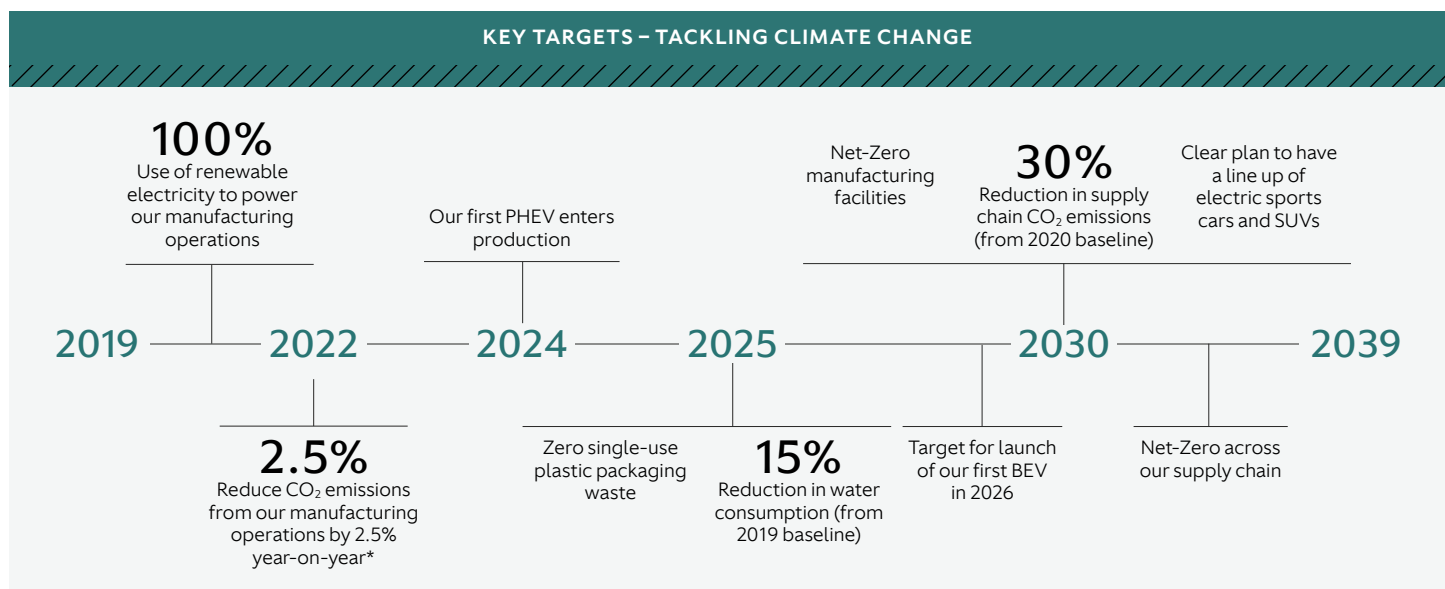 KEY TARGETS – TACKLING CLIMATE CHANGE
100%
Use of renewable
electricity to power
our manufacturing
operations
Our first PHEV enters
production
Net-Zero
manufacturing
facilities
30%
Reduction in supply
chain CO₂ emissions
(from 2020 baseline)
Clear plan to have
a line up of
electric sports
cars and SUVs
2019 2022 2024 2025 2030 2039
2.5%
Reduce CO₂ emissions
from our manufacturing
operations by 2.5%
year-on-year*
Zero single-use
plastic packaging
waste
15%
Reduction in water
consumption (from
2019 baseline)
Target for launch
of our first BEV
in 2026
Net-Zero across
our supply chain